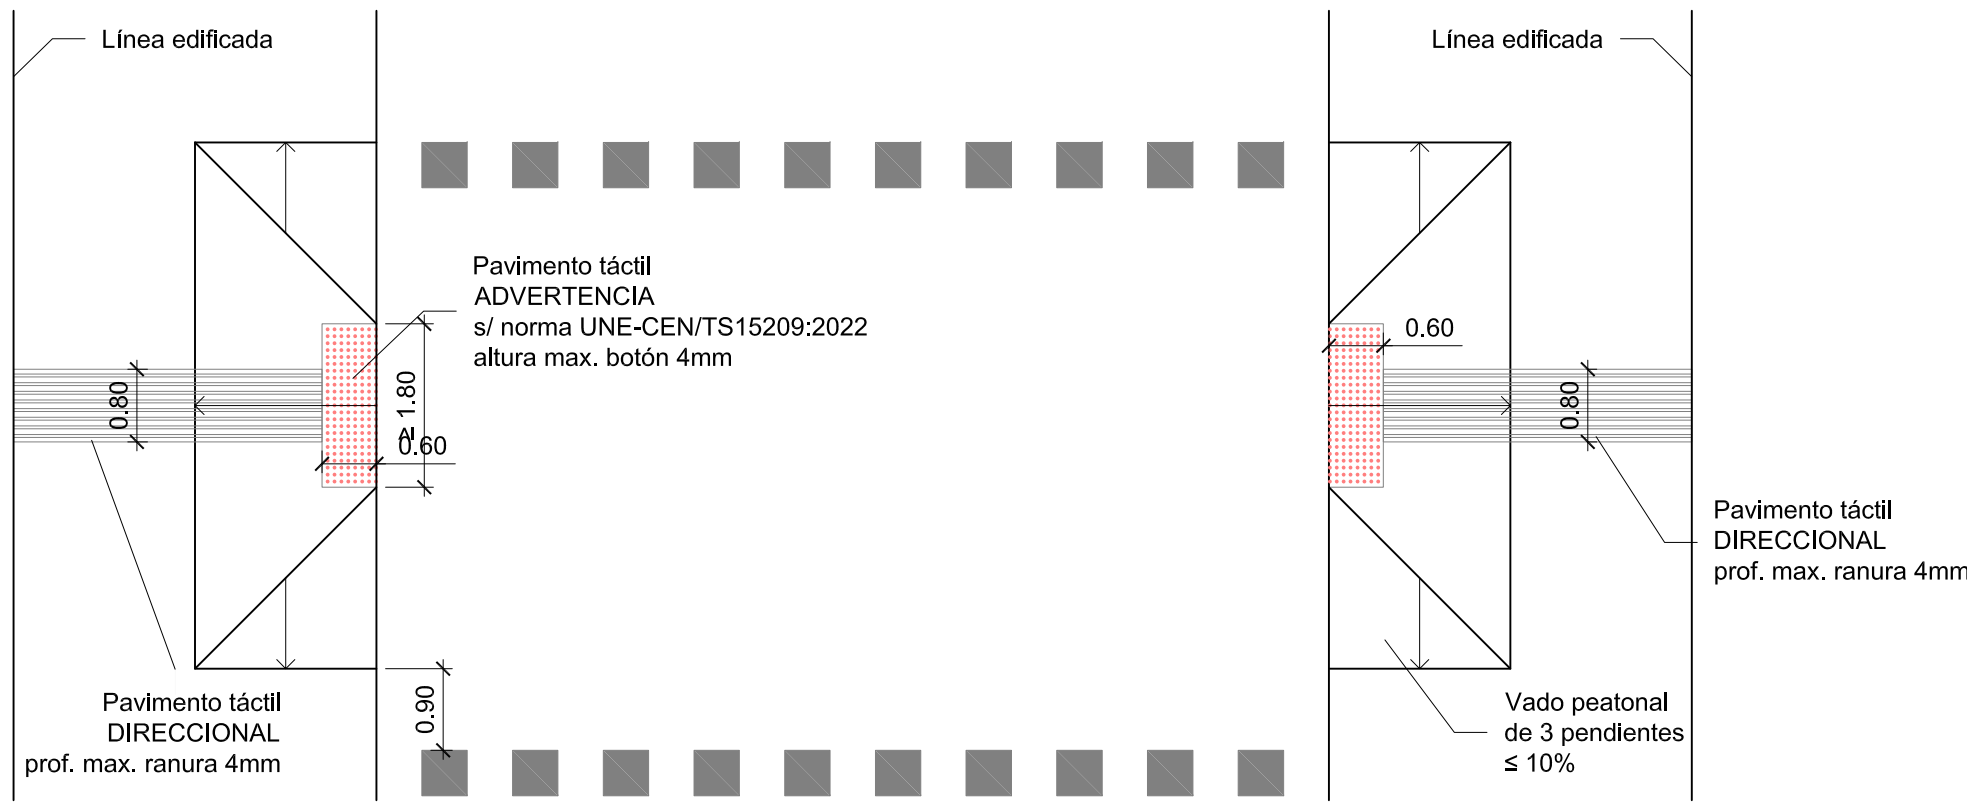 Línea edificada
Línea edificada
Pavimento táctil
ADVERTENCIA
s/ norma UNE-CEN/TS15209:2022
altura max. botón 4mm
0.60
0.80
≥ 1.80
0.60
0.80
Pavimento táctil
DIRECCIONAL
prof. max. ranura 4mm
0.90
Pavimento táctil
DIRECCIONAL
prof. max. ranura 4mm
Vado peatonal
de 3 pendientes
≤ 10%